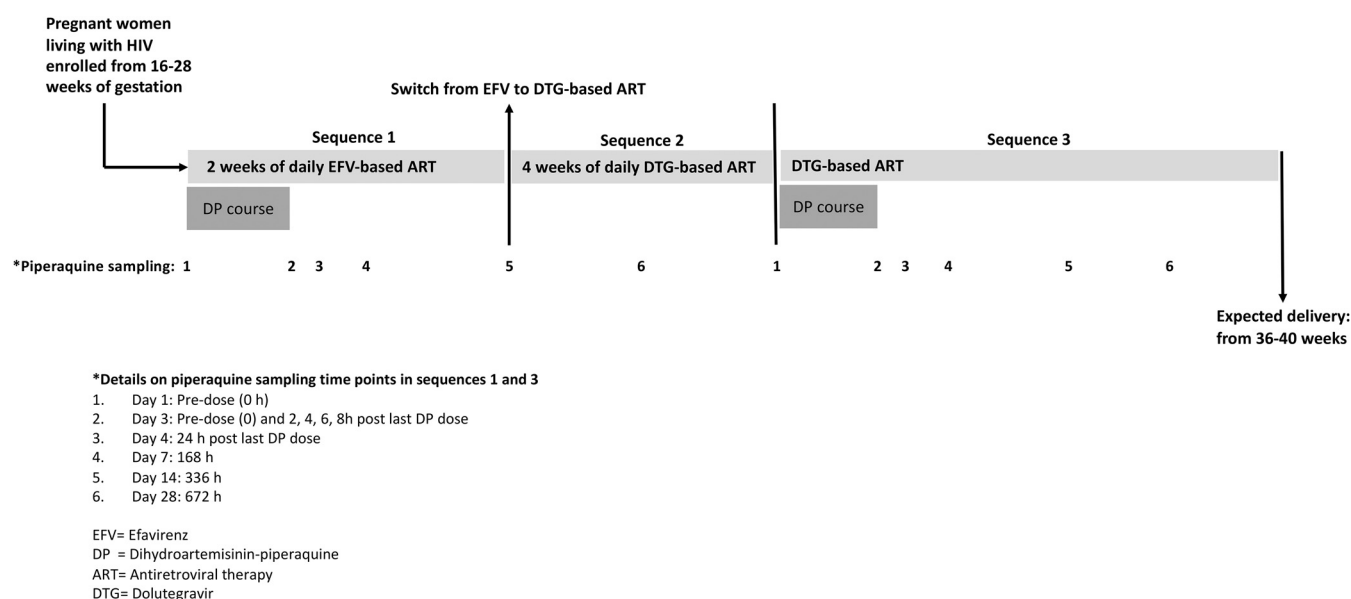 Pregnant women
living with HIV
enrolled from 16-28
weeks of gestation
Switch from EFV to DTG-based ART
Sequence 1
Sequence 2
Sequence 3
2 weeks of daily EFV-based ART
4 weeks of daily DTG-based ART
DTG-based ART
DP course
DP course
*Piperaquine sampling: 1 2 3 4 5 6 1 2 3 4 5 6
Expected delivery:
from 36-40 weeks
*Details on piperaquine sampling time points in sequences 1 and 3
1. Day 1: Pre-dose (0 h)
2. Day 3: Pre-dose (0) and 2, 4, 6, 8h post last DP dose
3. Day 4: 24 h post last DP dose
4. Day 7: 168 h
5. Day 14: 336 h
6. Day 28: 672 h
EFV= Efavirenz
DP = Dihydroartemisinin-piperaquine
ART= Antiretroviral therapy
DTG= Dolutegravir